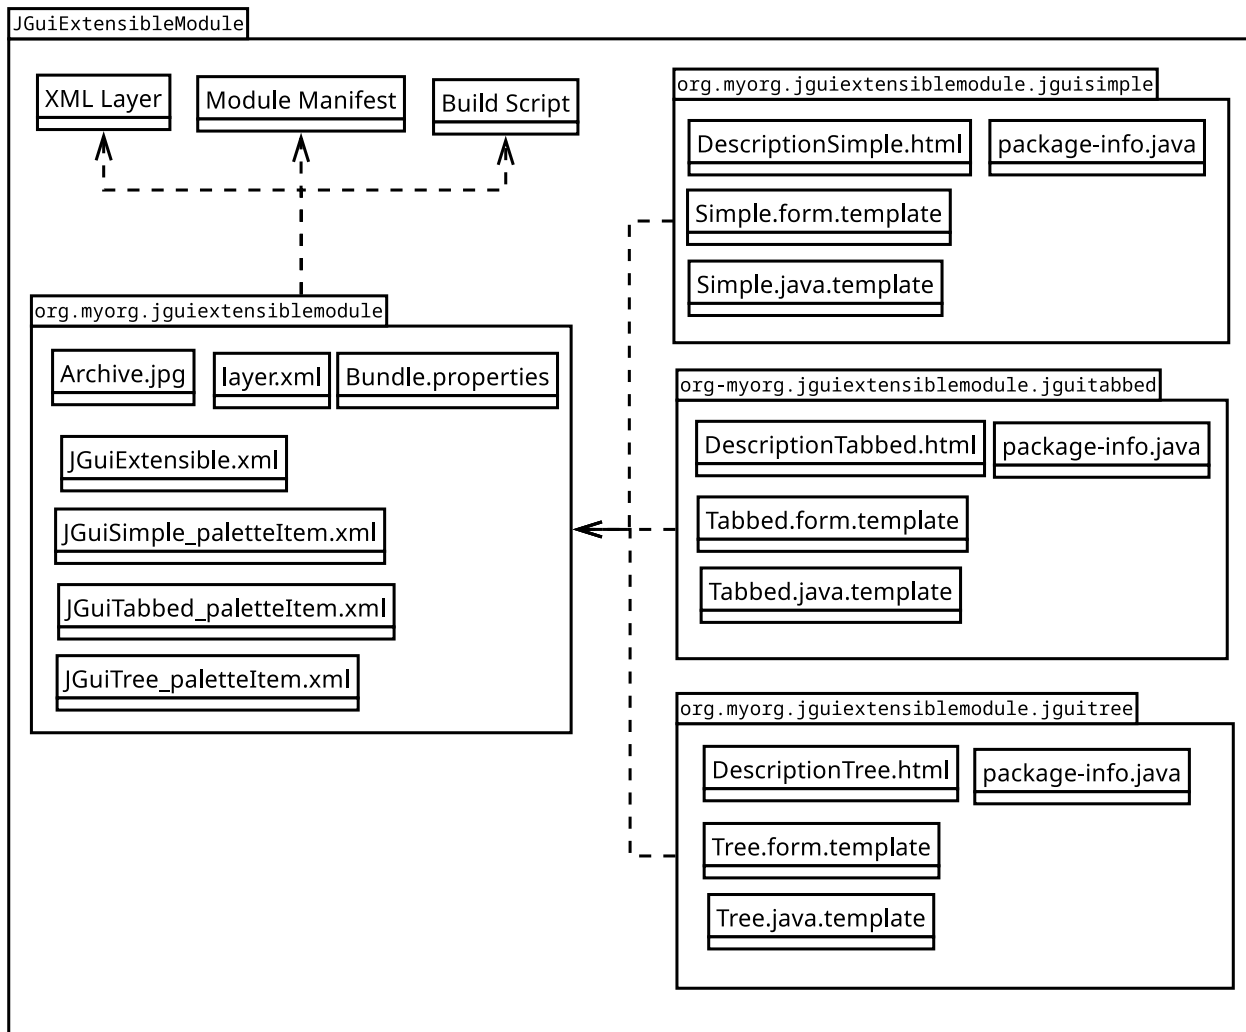 JGuiExtensibleModule
XML Layer
Module Manifest
Build Script
org.myorg.jguiextensiblemodule
Archive.jpg
layer.xml
Bundle.properties
JGuiExtensible.xml
JGuiSimple_paletteItem.xml
JGuiTabbed_paletteItem.xml
JGuiTree_paletteItem.xml
org.myorg.jguiextensiblemodule.jguisimple
DescriptionSimple.html
package-info.java
Simple.form.template
Simple.java.template
org-myorg.jguiextensiblemodule.jguitabbed
DescriptionTabbed.html
package-info.java
Tabbed.form.template
Tabbed.java.template
org.myorg.jguiextensiblemodule.jguitree
DescriptionTree.html
package-info.java
Tree.form.template
Tree.java.template